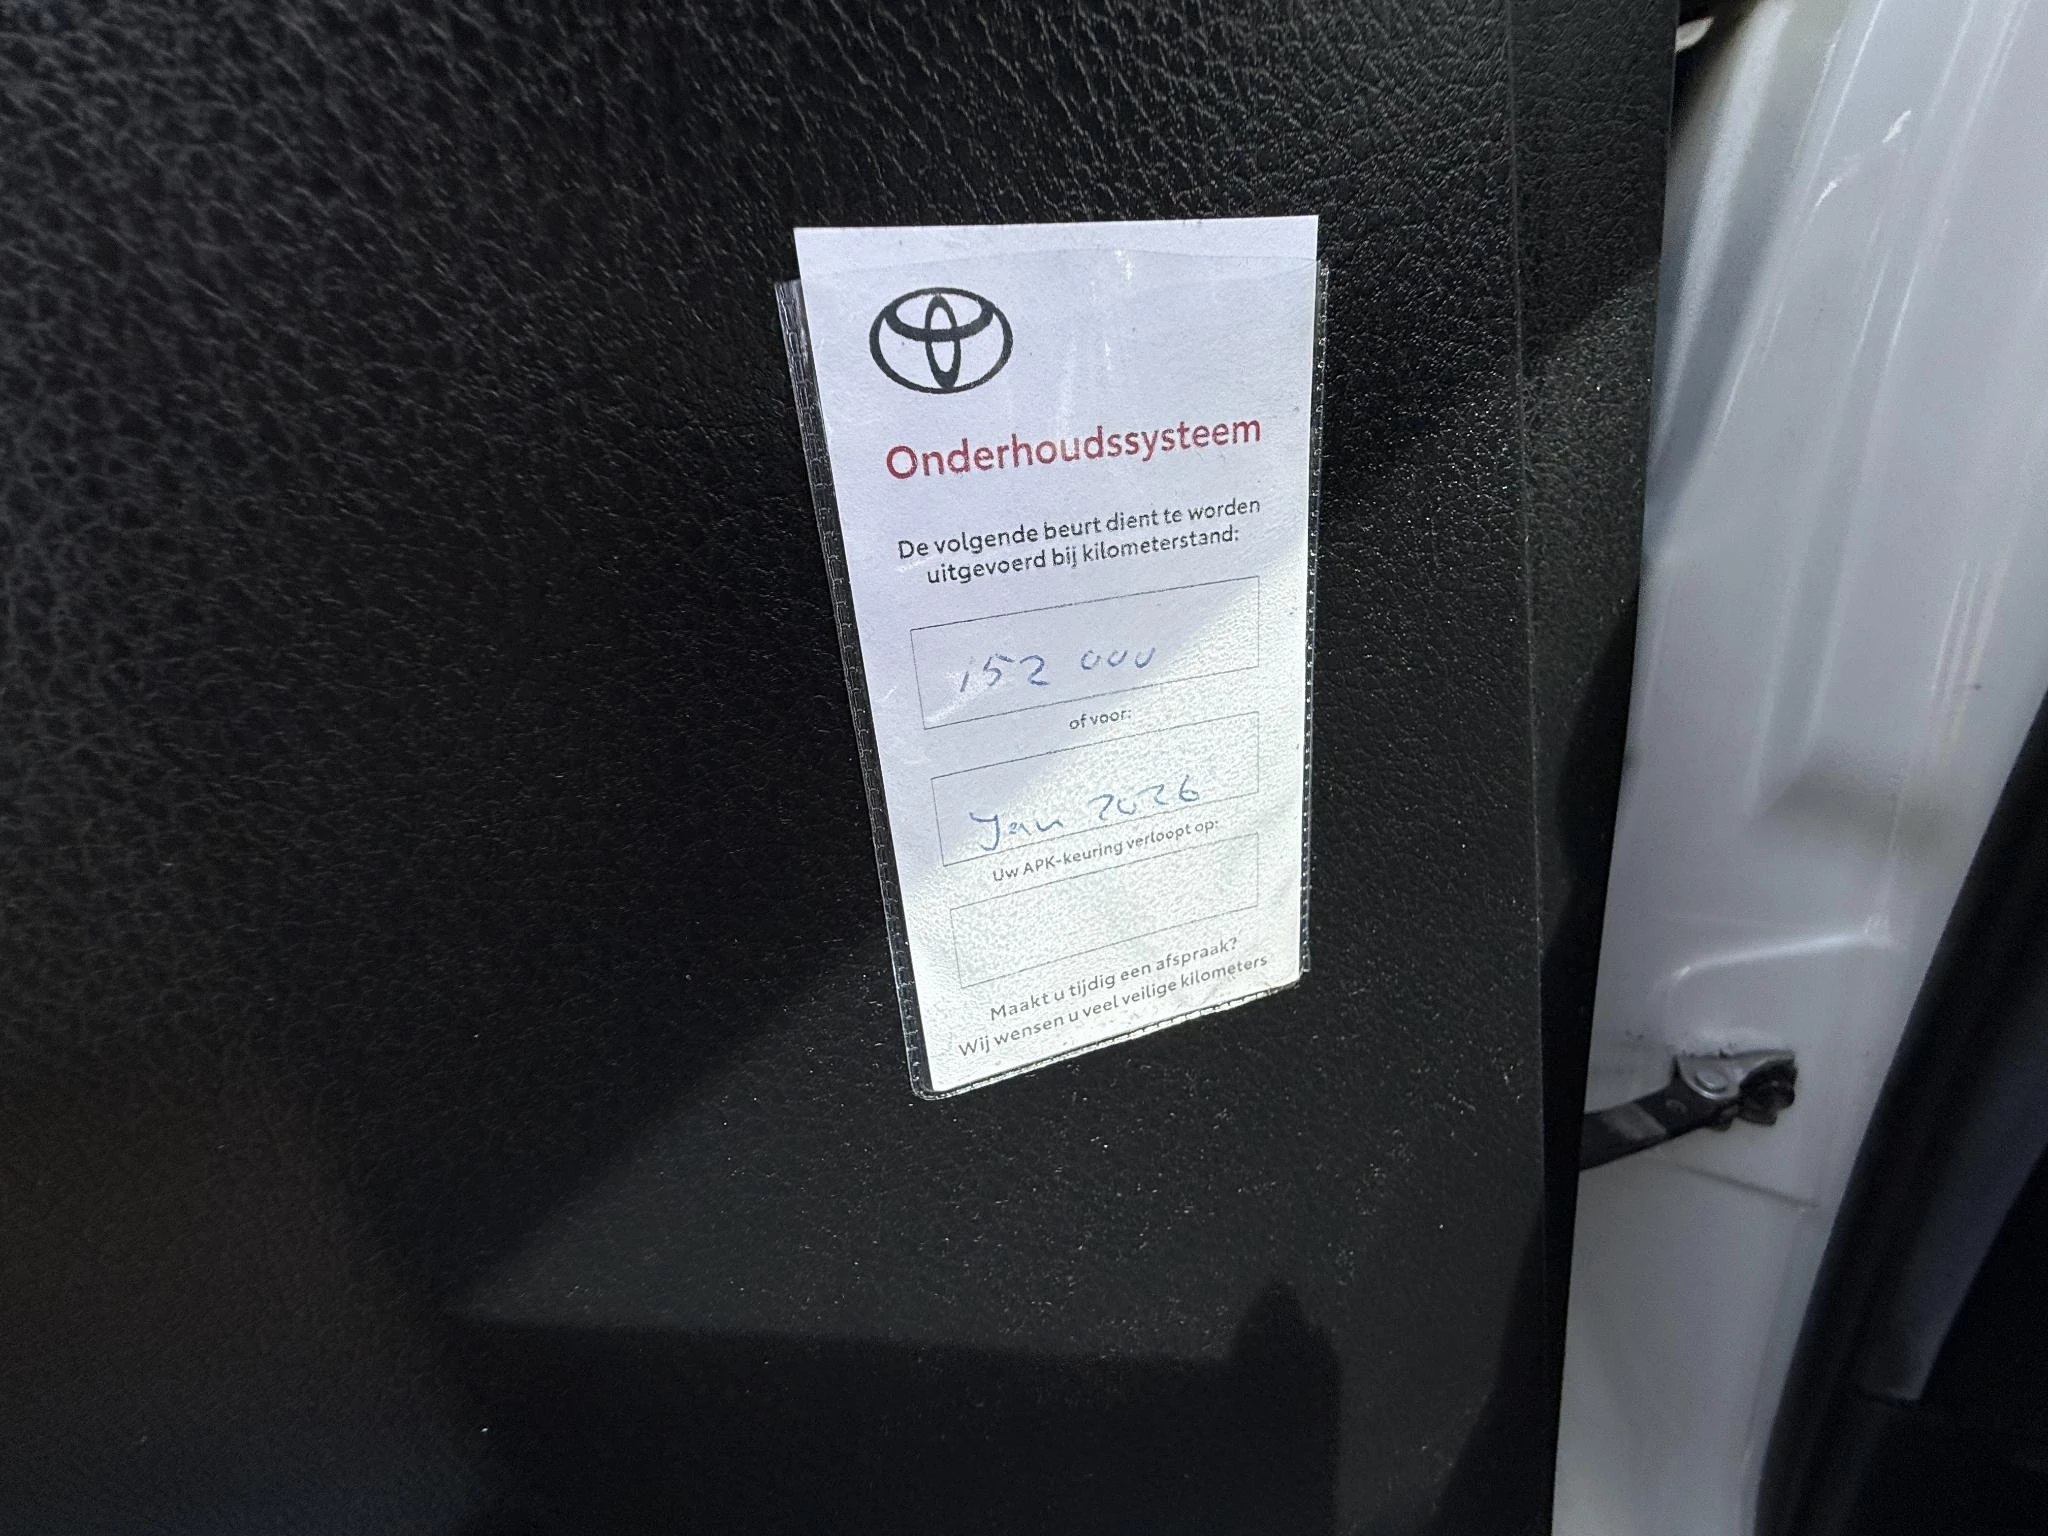 Onderhoudssysteem
De volgende beurt dient te worden
uitgevoerd bij kilometerstand:
152 000
of voor:
Jan 2026
Uw APK-keuring verloopt op:
Maakt u tijdig een afspraak?
Wij wensen u veel veilige kilometers